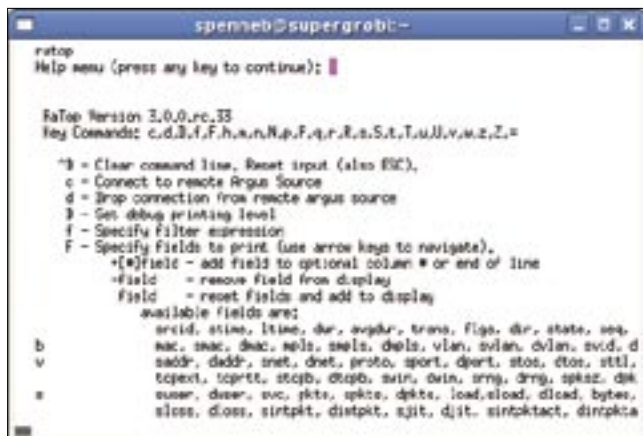 spenneb@supergrobi:~
ratop
Help menu (press any key to continue):
RaTop Version 3.0.0.rc.33
Key Commands: c,d,D,f,F,h,m,n,N,p,P,q,r,R,s,S,t,T,u,U,v,w,z,Z,=
^D - Clear command line, Reset input (also ESC).
c - Connect to remote Argus Source
d - Drop connection from remote argus source
D - Set debug printing level
f - Specify filter expression
F - Specify fields to print (use arrow keys to navigate).
+[#]field - add field to optional column # or end of line
-field - remove field from display
field - reset fields and add to display
available fields are:
srcid, stime, ltime, dur, avgdur, trans, flgs, dir, state, seq,
b mac, smac, dmac, mpls, smpls, dmpls, vlan, svlan, dvlan, svid, d
v saddr, daddr, snet, dnet, proto, sport, dport, stos, dtos, sttl,
tcpext, tcprtt, stcpb, dtcpb, swin, dwin, srng, drng, spksz, dpk
s suser, duser, svc, pkts, spkts, dpkts, load, sload, dload, bytes,
sloss, dloss, sintpkt, dintpkt, sjit, djit, sintpktact, dintpkta